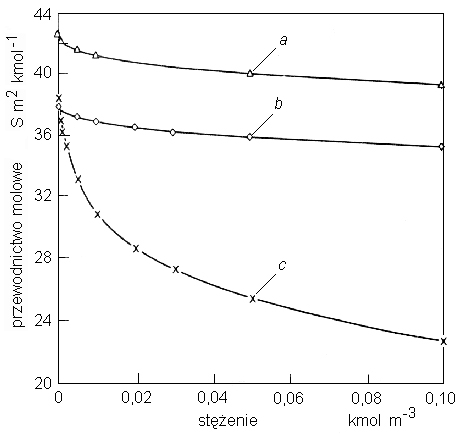 przewodnictwo molowe S m² kmol⁻¹
44
40
36
32
28
24
20
a
b
c
0 0,02 0,04 0,06 0,08 0,10
stężenie kmol m⁻³